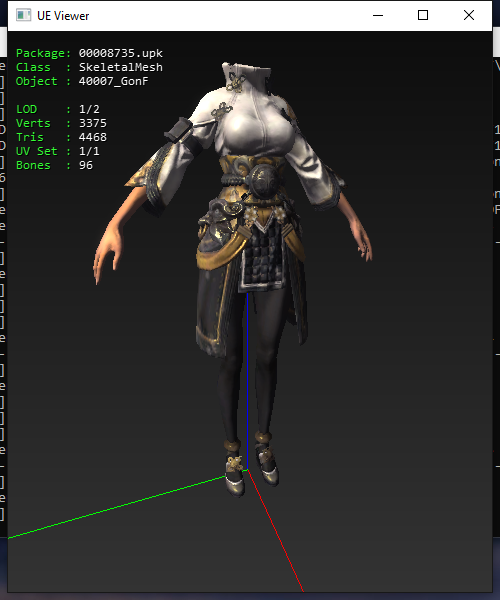 UE Viewer
Package: 00008735.upk
Class  : SkeletalMesh
Object : 40007_GonF
LOD    : 1/2
Verts  : 3375
Tris   : 4468
UV Set : 1/1
Bones  : 96